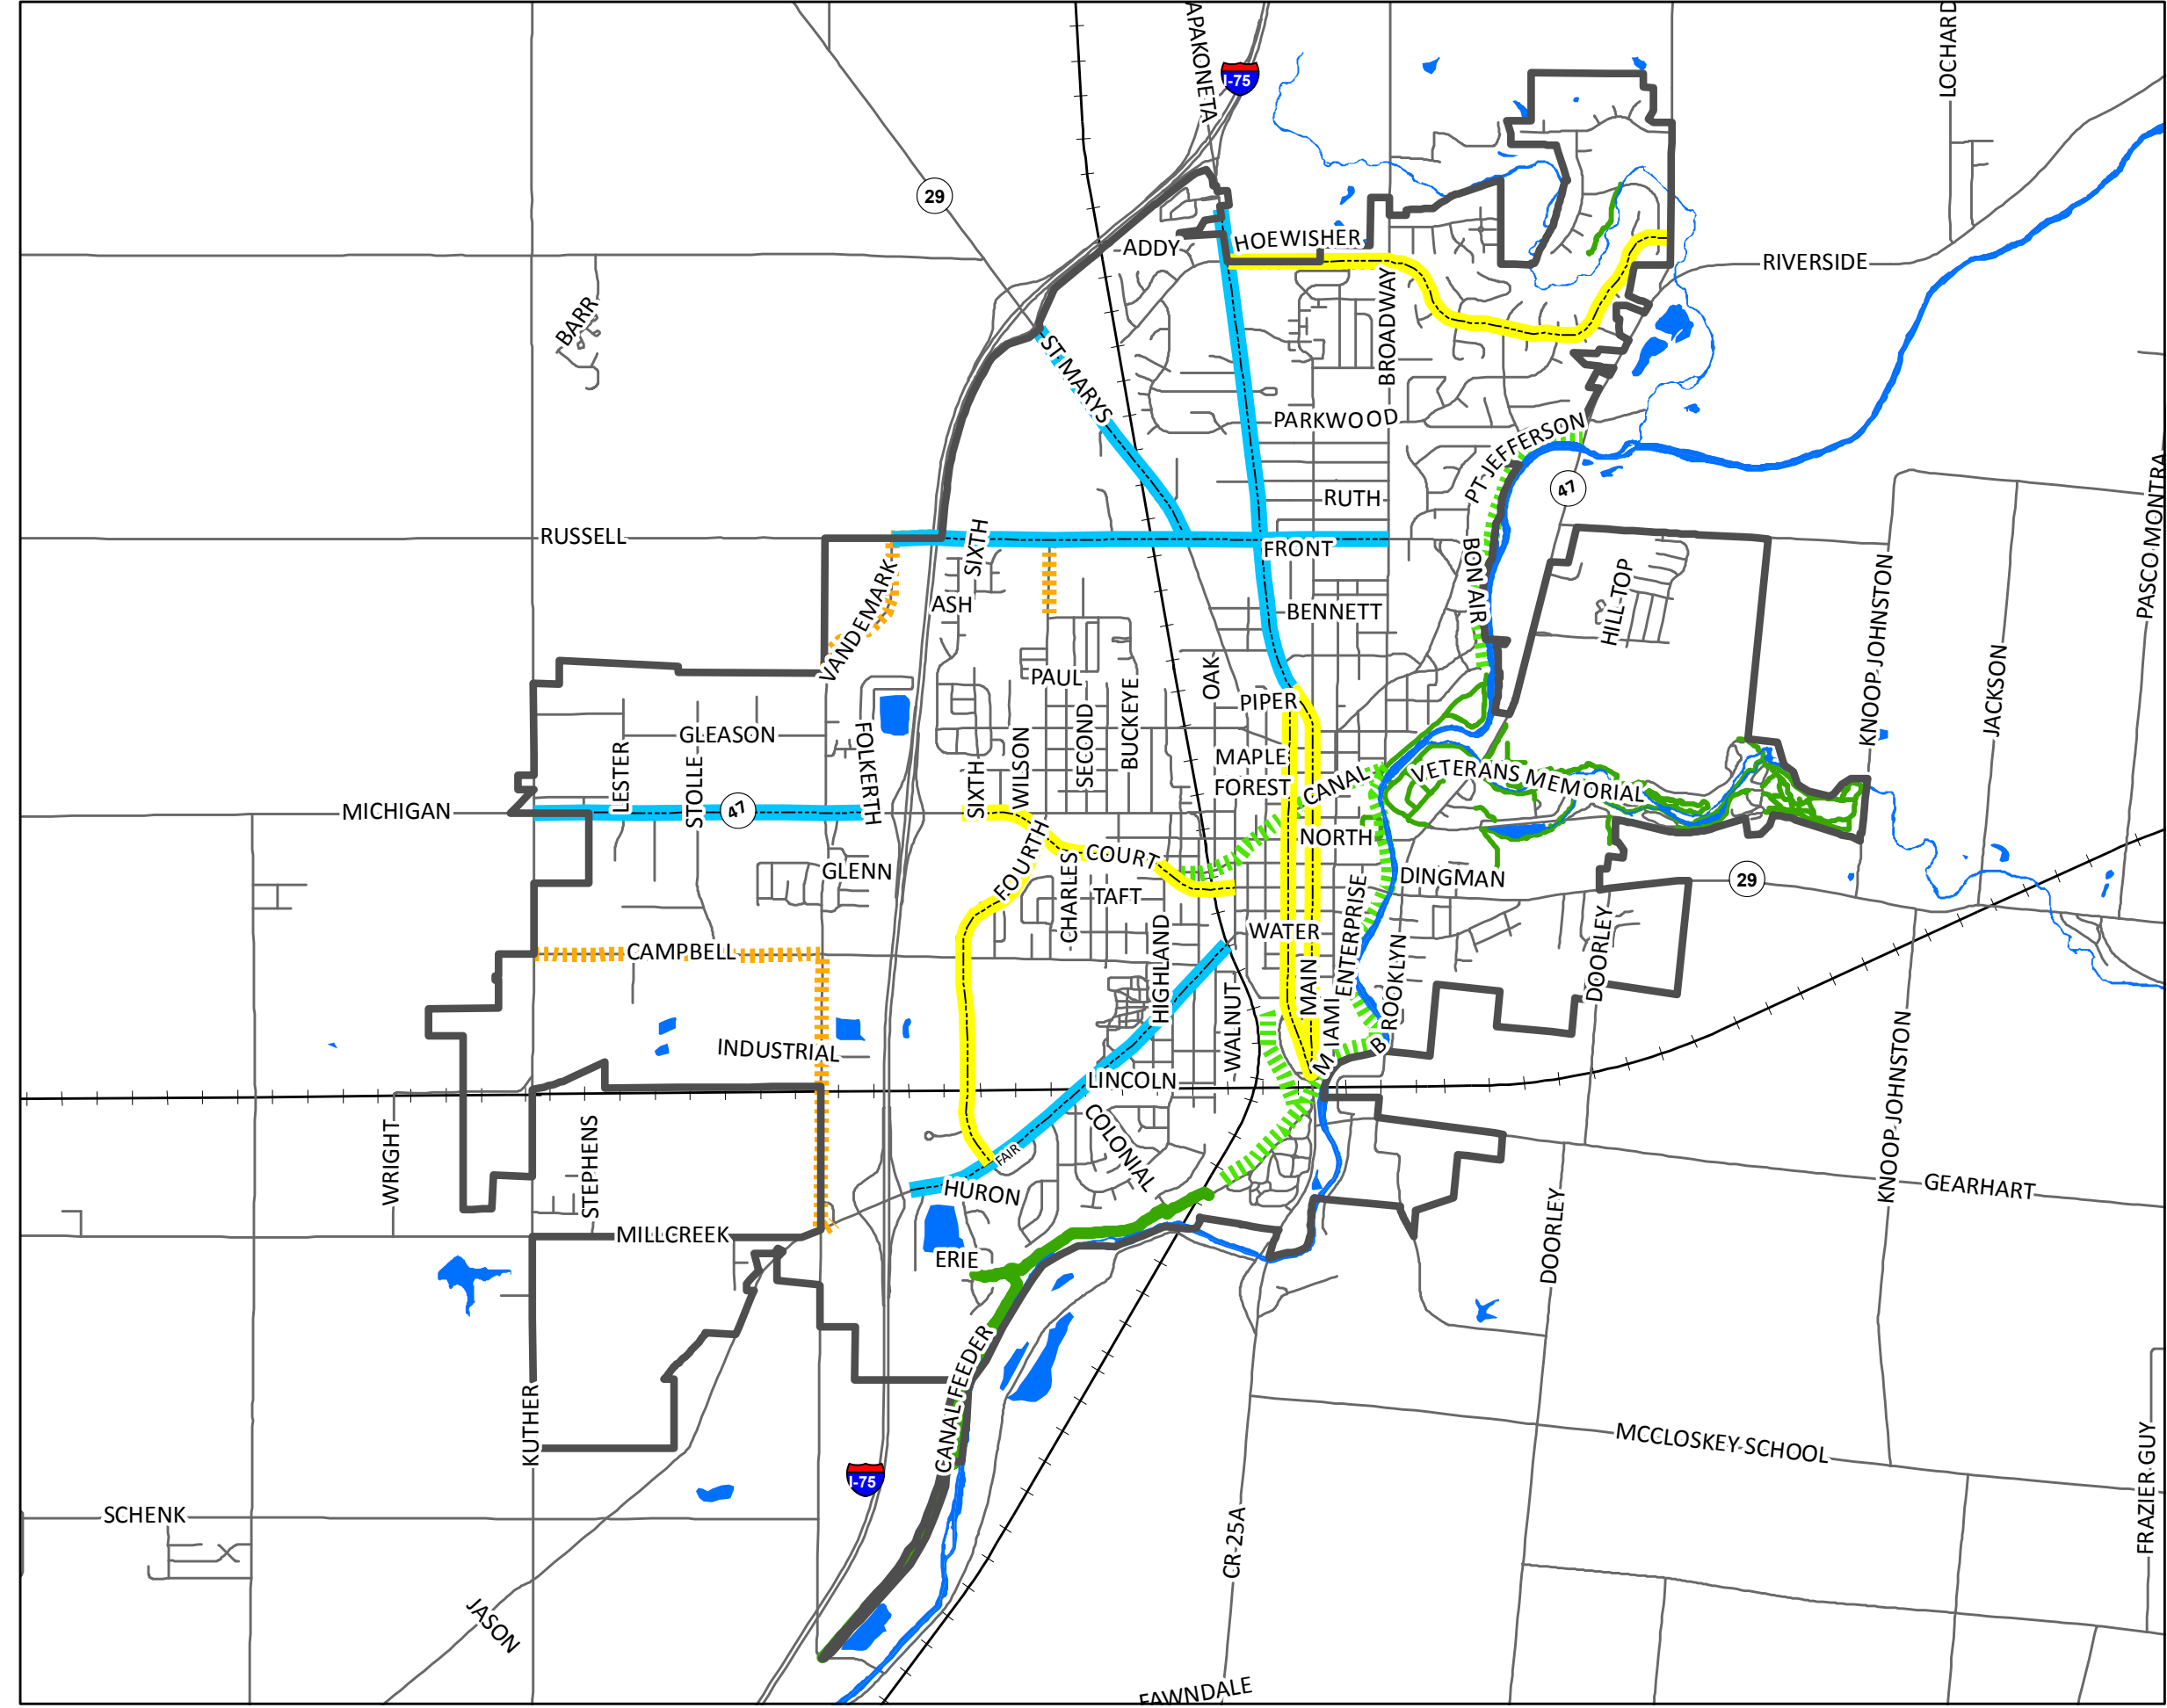 WAPAKONETA
LOCHARD
I-75
29
ADDY
HOEWISHER
RIVERSIDE
BARR
BROADWAY
ST MARYS
PARKWOOD
PT-JEFFERSON
RUTH
47
PASCO MONTRA
RUSSELL
SIXTH
FRONT
BON AIR
VANDEMARK
ASH
BENNETT
HILL-TOP
KNOOP-JOHNSTON
JACKSON
PAUL
OAK
PIPER
GLEASON
FOLKERTH
WILSON
SECOND
BUCKEYE
MAPLE
LESTER
STOLLE
SIXTH
FOREST
CANAL
VETERANS MEMORIAL
MICHIGAN
47
FOURTH
NORTH
COURT
GLENN
CHARLES
TAFT
DINGMAN
29
ENTERPRISE
WATER
HIGHLAND
CAMPBELL
MAIN
BROOKLYN
DOORLEY
WALNUT
MIAMI
INDUSTRIAL
LINCOLN
KNOOP-JOHNSTON
WRIGHT
STEPHENS
COLONIAL
FAIR
HURON
GEARHART
DOORLEY
MILLCREEK
ERIE
CANAL FEEDER
KUTHER
MCCLOSKEY-SCHOOL
I-75
FRAZIER-GUY
SCHENK
CR-25A
JASON
FAWNDALE